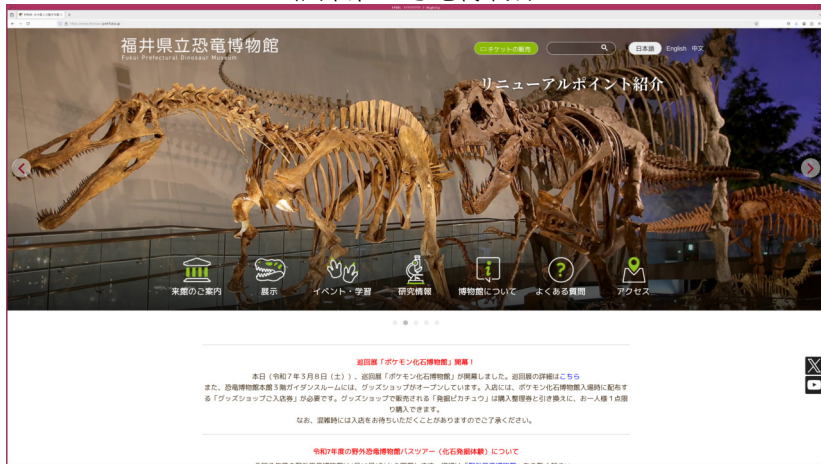 福井県立恐竜博物館
Fukui Prefectural Dinosaur Museum
チケットの販売
日本語 English 中文
リニューアルポイント紹介
来館のご案内 展示 イベント・学習 研究情報 博物館について よくある質問 アクセス
巡回展「ポケモン化石博物館」開幕！
本日（令和７年３月８日（土））、巡回展「ポケモン化石博物館」が開幕しました。巡回展の詳細はこちら
また、恐竜博物館本館３階ガイダンスルームには、グッズショップがオープンしています。入店には、ポケモン化石博物館入場時に配布す
る「グッズショップご入店券」が必要です。グッズショップで販売される「発掘ピカチュウ」は購入整理券と引き換えに、お一人様１点限
り購入できます。
なお、混雑時には入店をお待ちいただくことがありますのでご了承ください。
令和7年度の野外恐竜博物館バスツアー（化石発掘体験）について